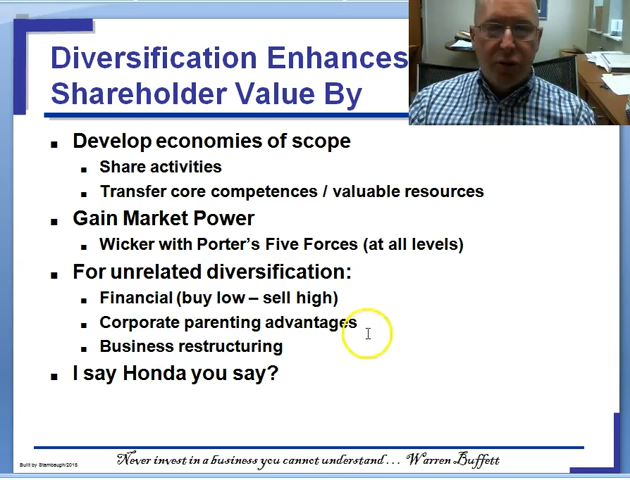 Diversification Enhances
Shareholder Value By
Develop economies of scope
Share activities
Transfer core competences / valuable resources
Gain Market Power
Wicker with Porter's Five Forces (at all levels)
For unrelated diversification:
Financial (buy low – sell high)
Corporate parenting advantages
Business restructuring
I say Honda you say?
Built by Stambaugh/2015
Never invest in a business you cannot understand . . . Warren Buffett